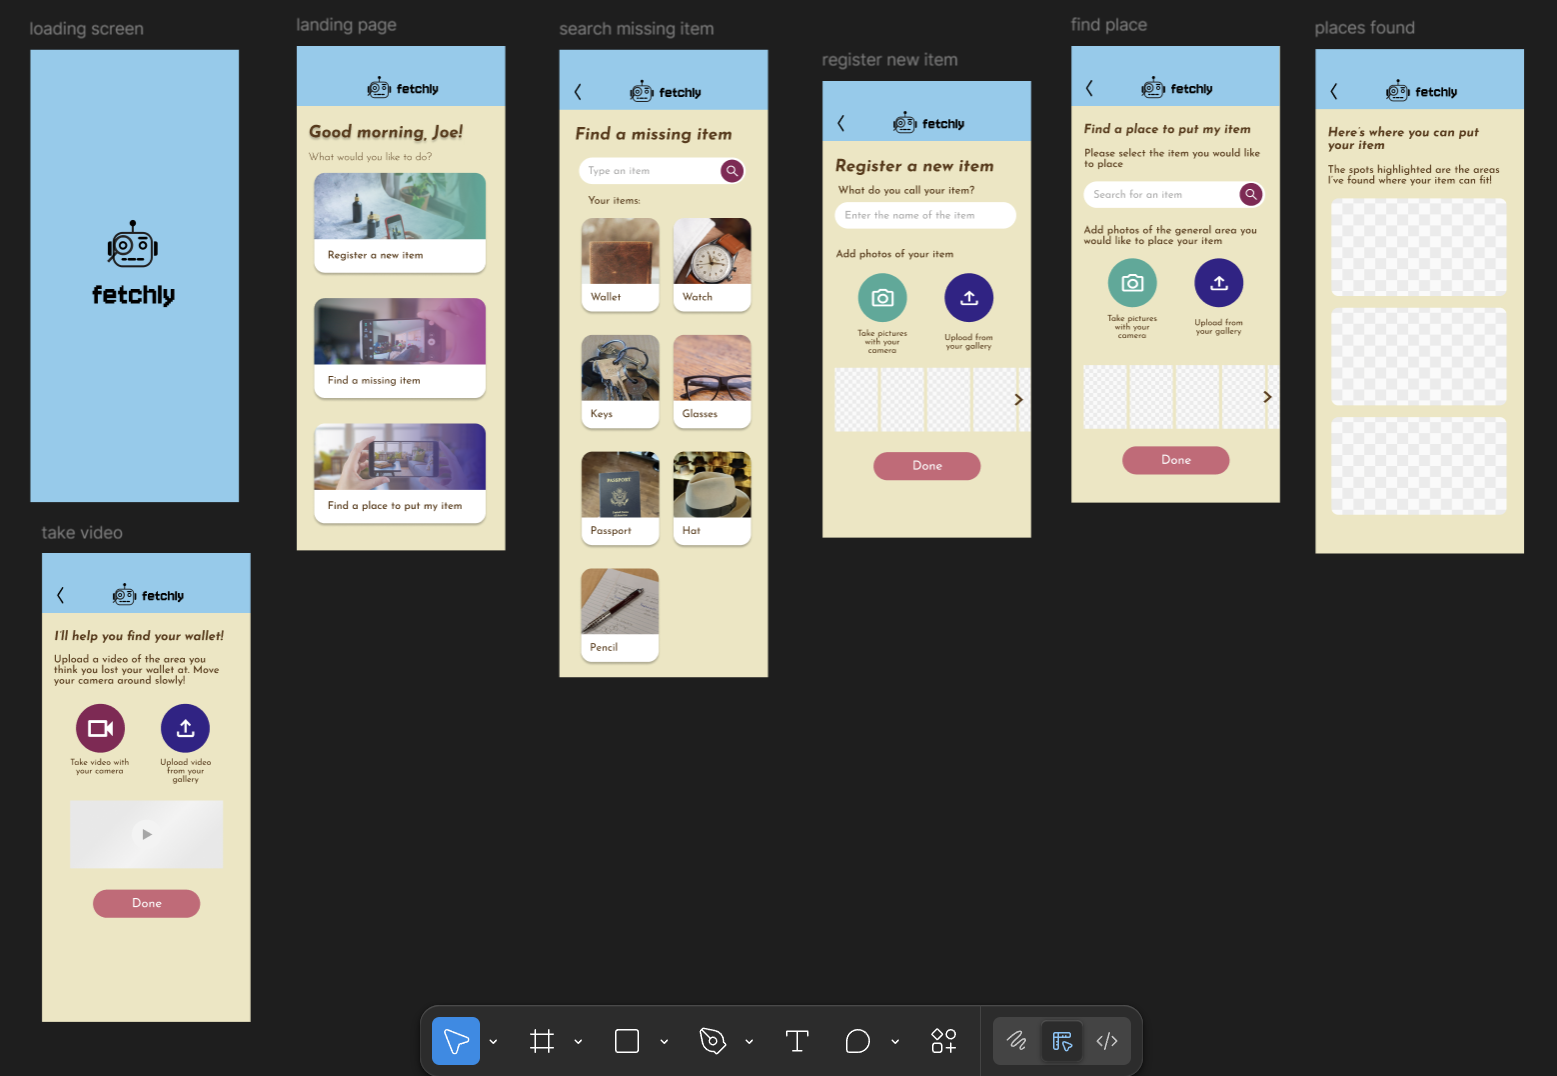 loading screen
fetchly
landing page
fetchly
Good morning, Joe!
What would you like to do?
Register a new item
Find a missing item
Find a place to put my item
search missing item
fetchly
Find a missing item
Type an item
Your items:
Wallet
Watch
Keys
Glasses
PASSPORT
Passport
Hat
Pencil
register new item
fetchly
Register a new item
What do you call your item?
Enter the name of the item
Add photos of your item
Take pictures
with your
camera
Upload from
your gallery
Done
find place
fetchly
Find a place to put my item
Please select the item you would like
to place
Search for an item
Add photos of the general area you
would like to place your item
Take pictures
with your
camera
Upload from
your gallery
Done
places found
fetchly
Here's where you can put
your item
The spots highlighted are the areas
I've found where your item can fit!
take video
fetchly
I'll help you find your wallet!
Upload a video of the area you
think you lost your wallet at. Move
your camera around slowly!
Take video with
your camera
Upload video
from your
gallery
Done